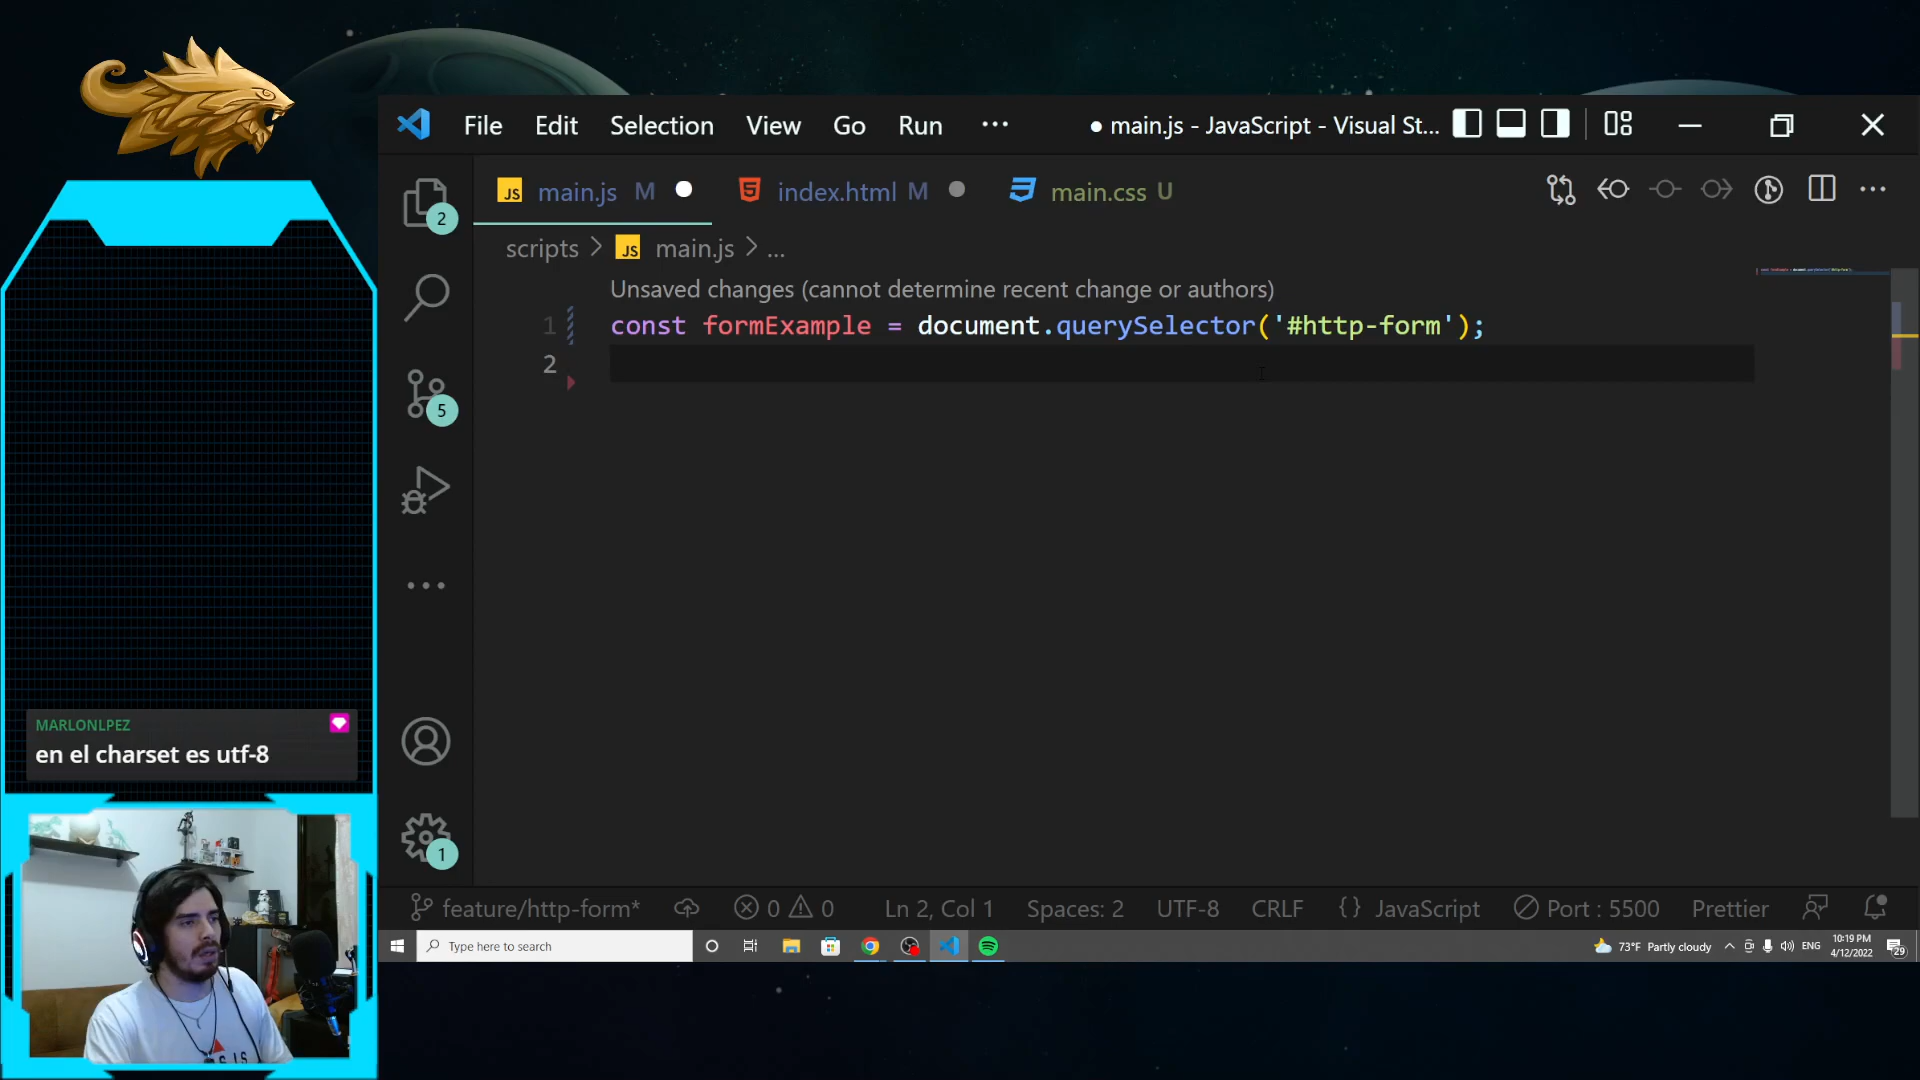 File Edit Selection View Go Run ··· ● main.js - JavaScript - Visual St...
JS main.js M ● index.html M ● main.css U
2
scripts > JS main.js > ...
Unsaved changes (cannot determine recent change or authors)
1 const formExample = document.querySelector('#http-form');
2
5
MARLONLPEZ
en el charset es utf-8
1
feature/http-form* 0 0 Ln 2, Col 1 Spaces: 2 UTF-8 CRLF {} JavaScript Port : 5500 Prettier
Type here to search
73°F Partly cloudy ENG 10:19 PM
4/12/2022 29